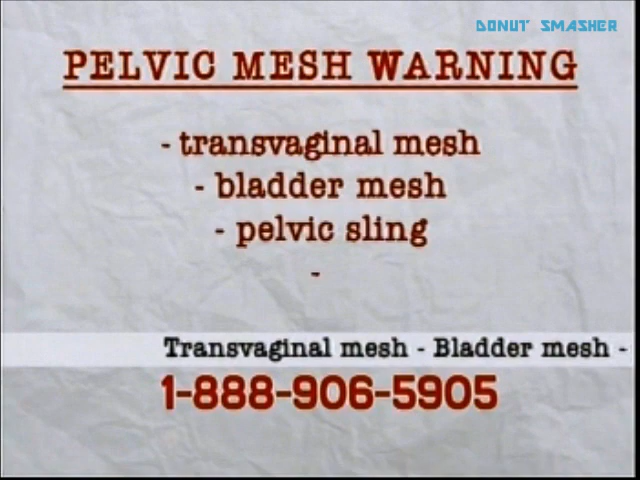 DONUT SMASHER
PELVIC MESH WARNING
- transvaginal mesh
- bladder mesh
- pelvic sling
-
Transvaginal mesh - Bladder mesh -
1-888-906-5905